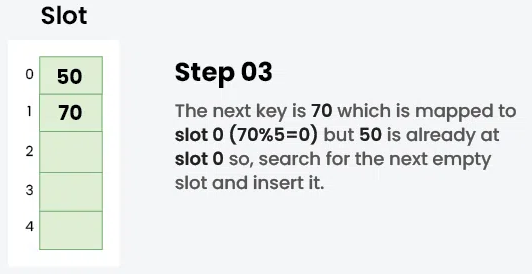 Slot
0 50
1 70
2
3
4
Step 03
The next key is 70 which is mapped to
slot 0 (70%5=0) but 50 is already at
slot 0 so, search for the next empty
slot and insert it.